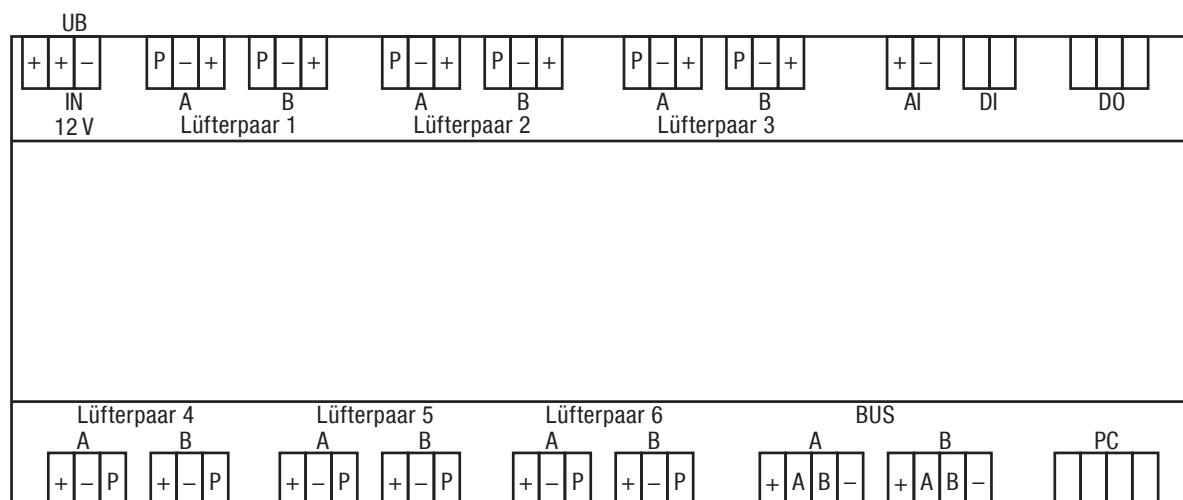 UB
+ + – P – + P – + P – + P – + P – + P – + + –
IN A B A B A B AI DI DO
12 V Lüfterpaar 1 Lüfterpaar 2 Lüfterpaar 3
Lüfterpaar 4 Lüfterpaar 5 Lüfterpaar 6 BUS
A B A B A B A B PC
+ – P + – P + – P + – P + – P + – P + A B – + A B –